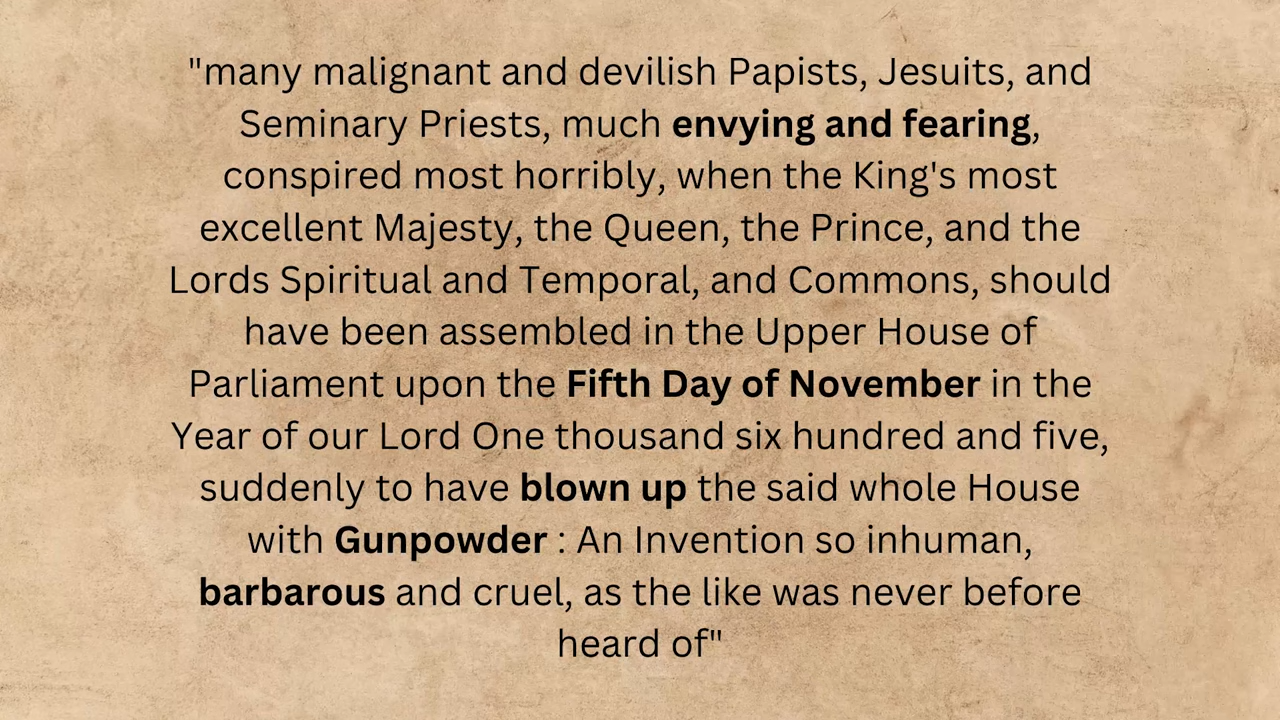 "many malignant and devilish Papists, Jesuits, and
Seminary Priests, much envying and fearing,
conspired most horribly, when the King's most
excellent Majesty, the Queen, the Prince, and the
Lords Spiritual and Temporal, and Commons, should
have been assembled in the Upper House of
Parliament upon the Fifth Day of November in the
Year of our Lord One thousand six hundred and five,
suddenly to have blown up the said whole House
with Gunpowder : An Invention so inhuman,
barbarous and cruel, as the like was never before
heard of"